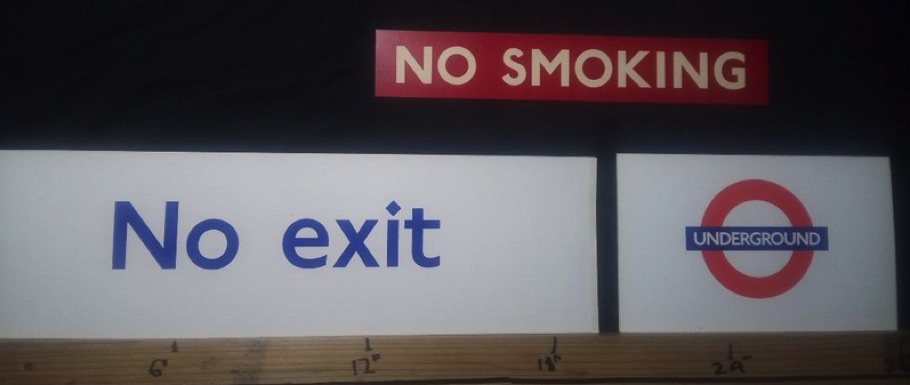 NO SMOKING
No exit
UNDERGROUND
6" 12" 18" 24"